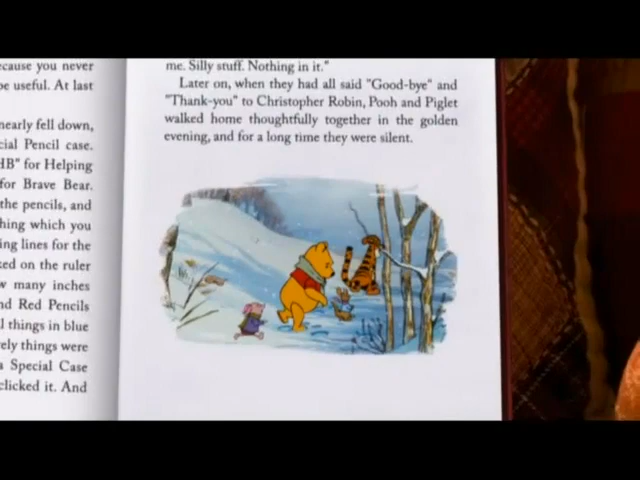 ecause you never
be useful. At last
nearly fell down,
cial Pencil case.
HB" for Helping
for Brave Bear.
the pencils, and
hing which you
ing lines for the
ked on the ruler
w many inches
nd Red Pencils
l things in blue
ely things were
a Special Case
clicked it. And
me. Silly stuff. Nothing in it."
Later on, when they had all said "Good-bye" and
"Thank-you" to Christopher Robin, Pooh and Piglet
walked home thoughtfully together in the golden
evening, and for a long time they were silent.